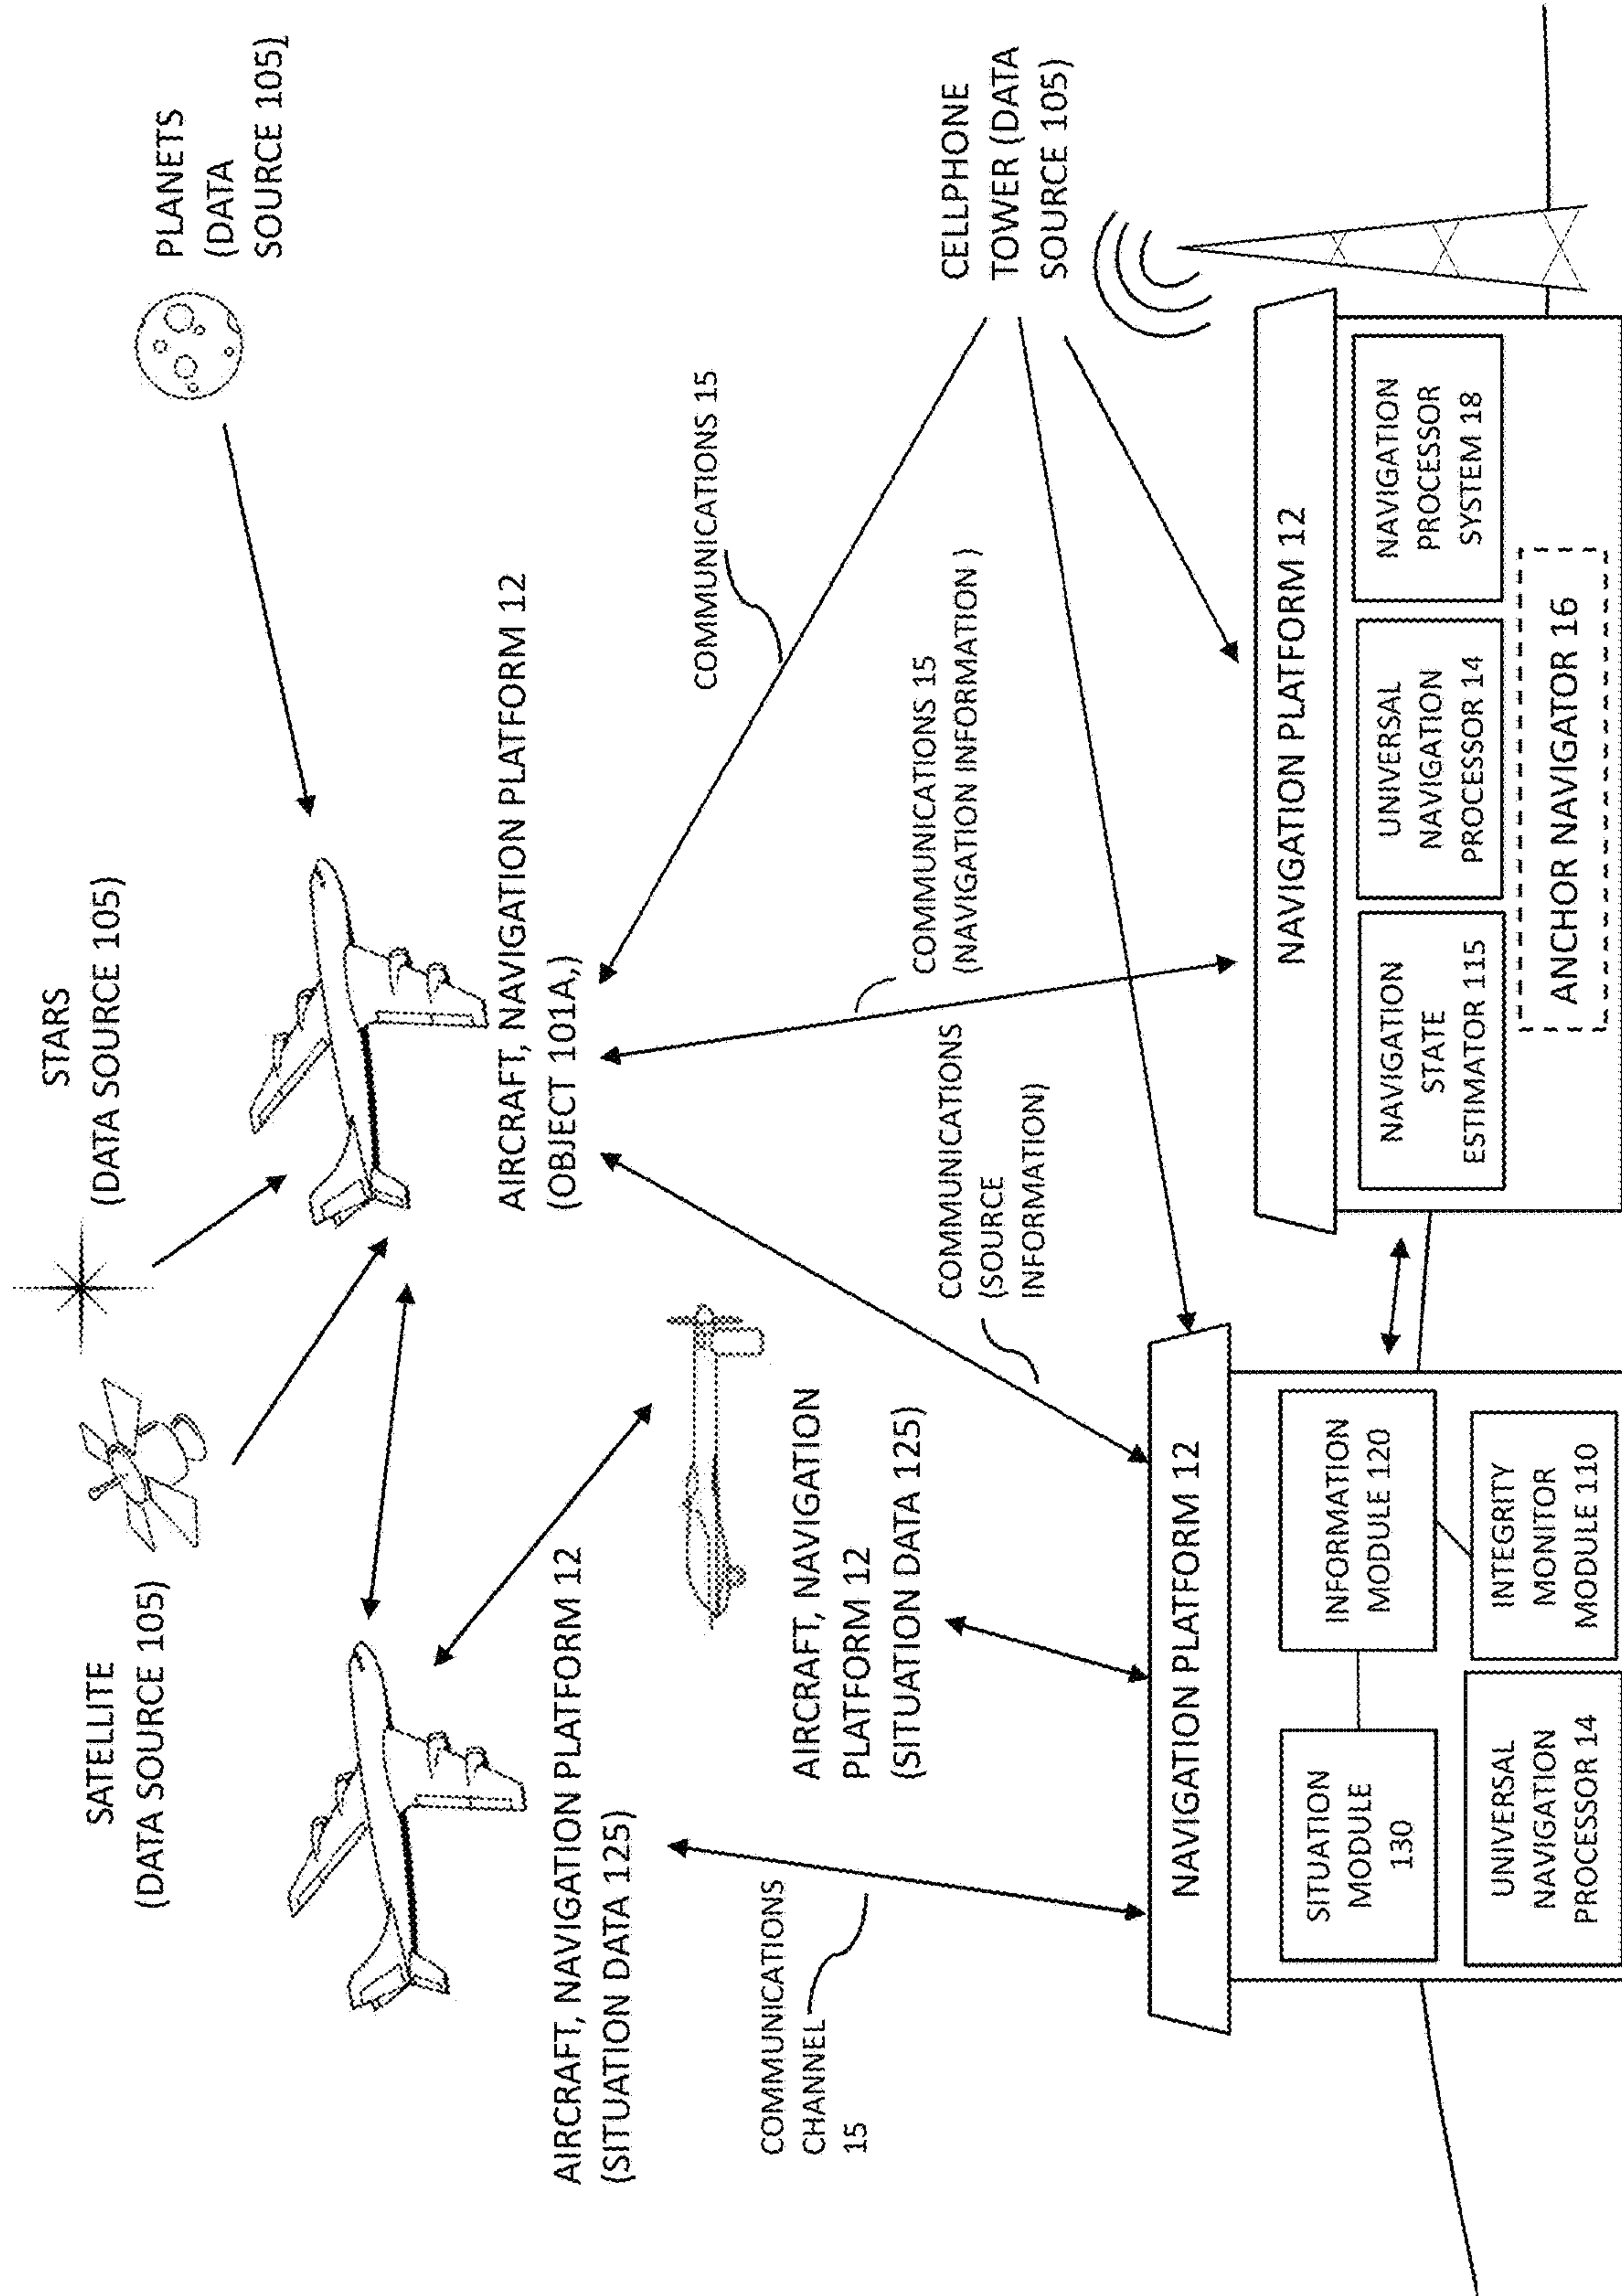 SATELLITE
(DATA SOURCE 105)
STARS
(DATA SOURCE 105)
PLANETS
(DATA
SOURCE 105)
AIRCRAFT, NAVIGATION PLATFORM 12
(SITUATION DATA 125)
AIRCRAFT, NAVIGATION PLATFORM 12
(OBJECT 101A,)
COMMUNICATIONS 15
COMMUNICATIONS
CHANNEL
15
AIRCRAFT, NAVIGATION
PLATFORM 12
(SITUATION DATA 125)
COMMUNICATIONS
(SOURCE
INFORMATION)
COMMUNICATIONS 15
(NAVIGATION INFORMATION )
CELLPHONE
TOWER (DATA
SOURCE 105)
NAVIGATION PLATFORM 12
SITUATION
MODULE
130
INFORMATION
MODULE 120
UNIVERSAL
NAVIGATION
PROCESSOR 14
INTEGRITY
MONITOR
MODULE 110
NAVIGATION PLATFORM 12
NAVIGATION
STATE
ESTIMATOR 115
UNIVERSAL
NAVIGATION
PROCESSOR 14
NAVIGATION
PROCESSOR
SYSTEM 18
ANCHOR NAVIGATOR 16